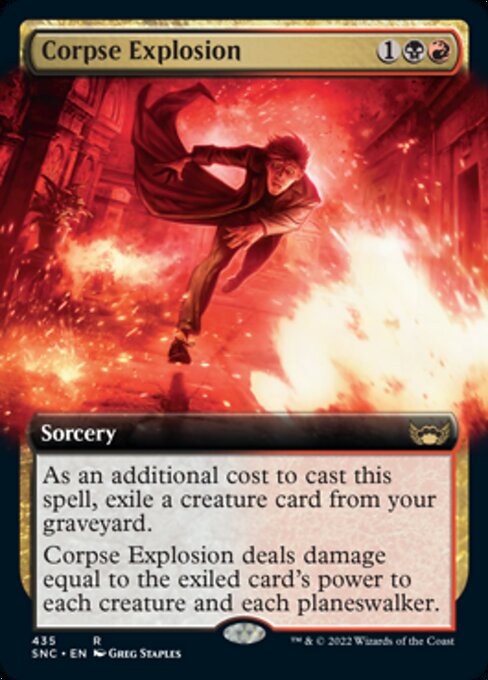 Corpse Explosion 1
Sorcery
As an additional cost to cast this
spell, exile a creature card from your
graveyard.
Corpse Explosion deals damage
equal to the exiled card's power to
each creature and each planeswalker.
435 R
SNC • EN Greg Staples
™ & © 2022 Wizards of the Coast